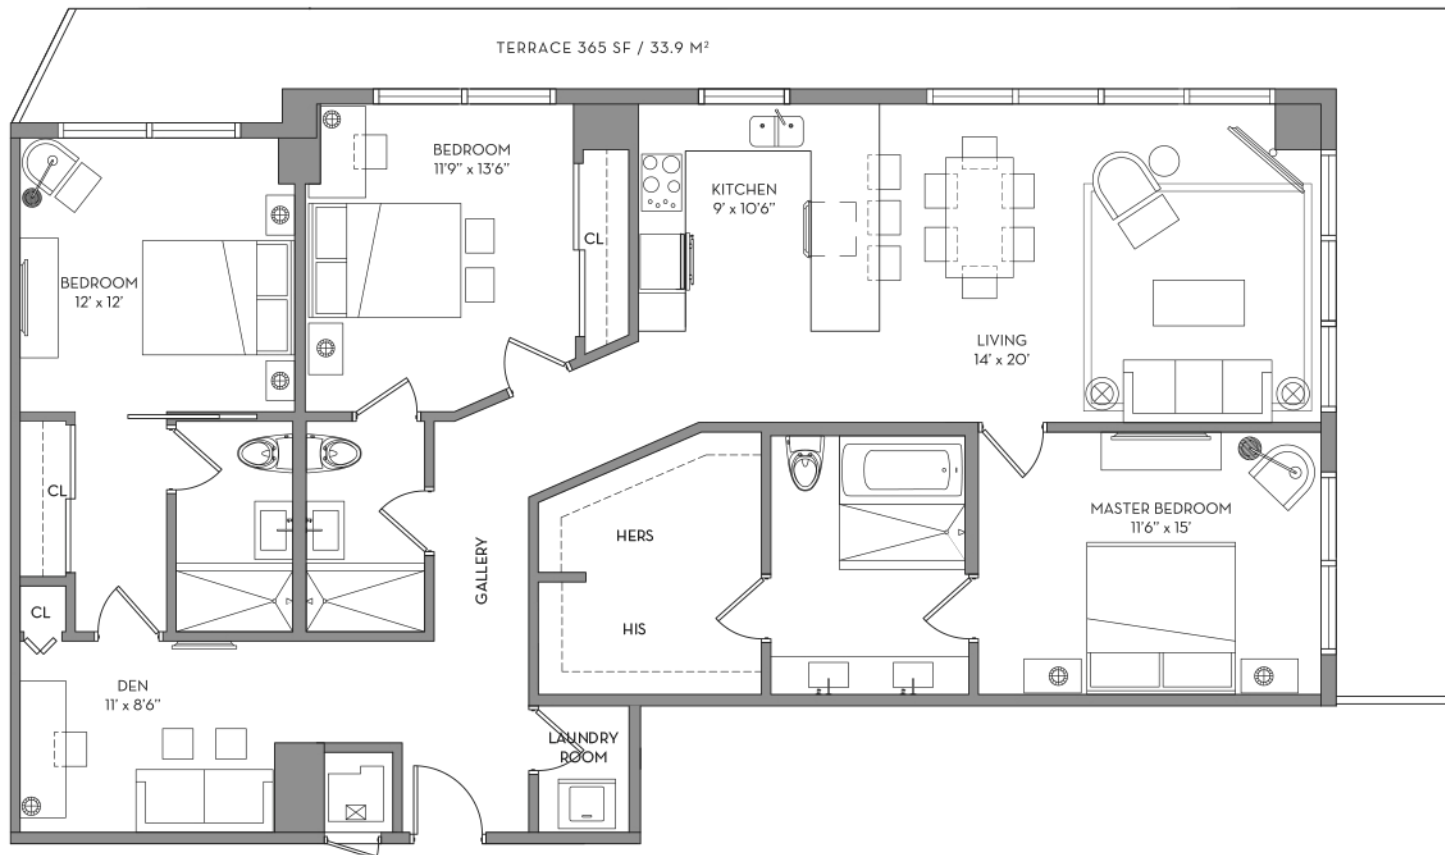 TERRACE 365 SF / 33.9 M²
BEDROOM
11'9" x 13'6"
KITCHEN
9' x 10'6"
CL
BEDROOM
12' x 12'
LIVING
14' x 20'
CL
MASTER BEDROOM
11'6" x 15'
HERS
GALLERY
CL
HIS
DEN
11' x 8'6"
LAUNDRY
ROOM